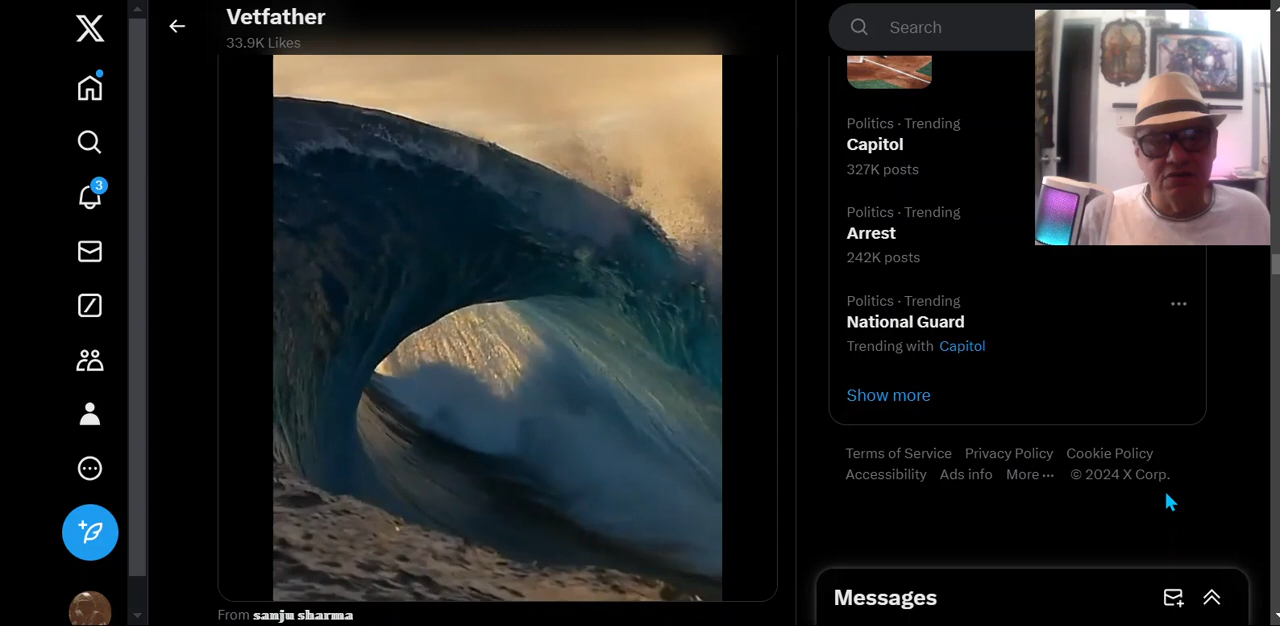 Vetfather
33.9K Likes
3
From sanju sharma
Search
Politics · Trending
Capitol
327K posts
Politics · Trending
Arrest
242K posts
Politics · Trending
National Guard
Trending with Capitol
Show more
Terms of Service Privacy Policy Cookie Policy
Accessibility Ads info More ··· © 2024 X Corp.
Messages